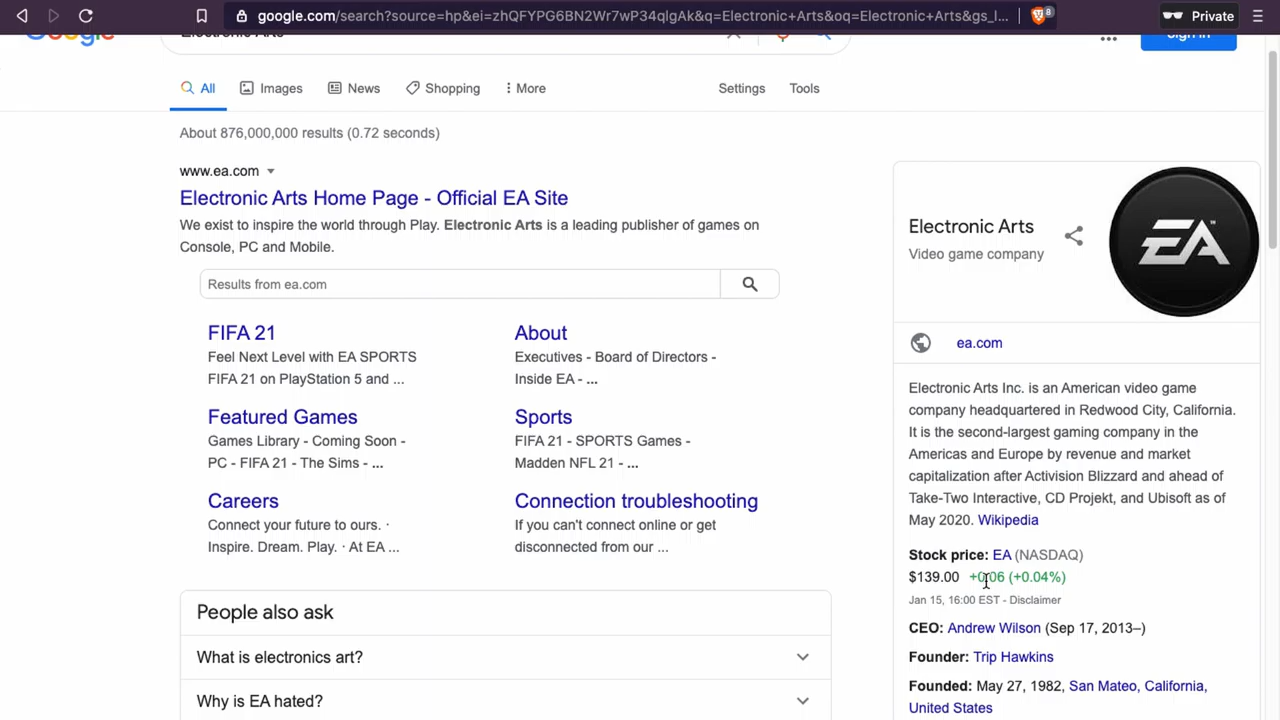 google.com/search?source=hp&ei=zhQFYPG6BN2Wr7wP34qlgAk&q=Electronic+Arts&oq=Electronic+Arts&gs_l...
8
Private
Google
Electronic Arts
Sign in
All
Images
News
Shopping
More
Settings
Tools
About 876,000,000 results (0.72 seconds)
www.ea.com
Electronic Arts Home Page - Official EA Site
We exist to inspire the world through Play. Electronic Arts is a leading publisher of games on
Console, PC and Mobile.
Results from ea.com
FIFA 21
Feel Next Level with EA SPORTS
FIFA 21 on PlayStation 5 and ...
About
Executives - Board of Directors -
Inside EA - ...
Featured Games
Games Library - Coming Soon -
PC - FIFA 21 - The Sims - ...
Sports
FIFA 21 - SPORTS Games -
Madden NFL 21 - ...
Careers
Connect your future to ours. ·
Inspire. Dream. Play. · At EA ...
Connection troubleshooting
If you can't connect online or get
disconnected from our ...
People also ask
What is electronics art?
Why is EA hated?
Electronic Arts
Video game company
EA™
ea.com
Electronic Arts Inc. is an American video game
company headquartered in Redwood City, California.
It is the second-largest gaming company in the
Americas and Europe by revenue and market
capitalization after Activision Blizzard and ahead of
Take-Two Interactive, CD Projekt, and Ubisoft as of
May 2020. Wikipedia
Stock price: EA (NASDAQ)
$139.00 +0.06 (+0.04%)
Jan 15, 16:00 EST - Disclaimer
CEO: Andrew Wilson (Sep 17, 2013–)
Founder: Trip Hawkins
Founded: May 27, 1982, San Mateo, California,
United States